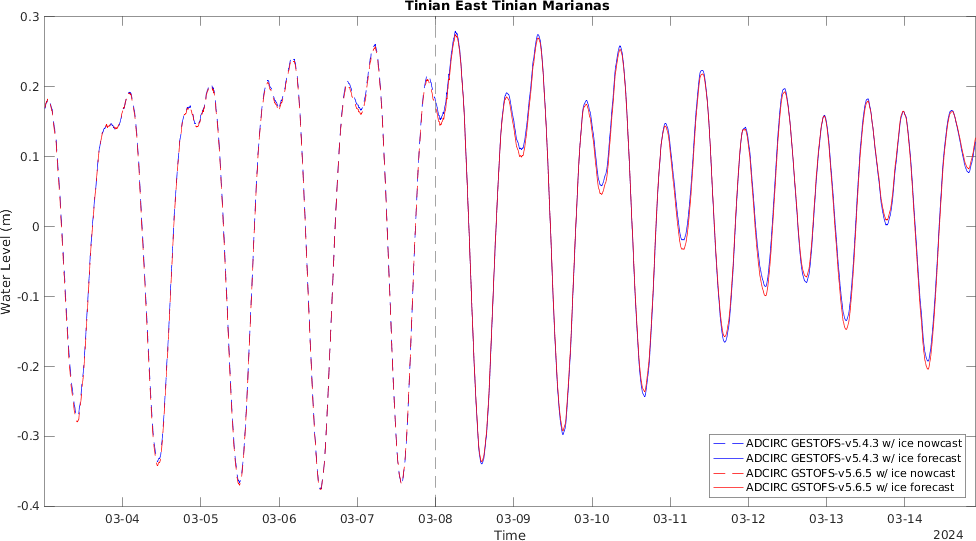 Tinian East Tinian Marianas
0.3
0.2
0.1
0
-0.1
-0.2
-0.3
-0.4
Water Level (m)
03-04 03-05 03-06 03-07 03-08 03-09 03-10 03-11 03-12 03-13 03-14
Time
2024
ADCIRC GESTOFS-v5.4.3 w/ ice nowcast
ADCIRC GESTOFS-v5.4.3 w/ ice forecast
ADCIRC GSTOFS-v5.6.5 w/ ice nowcast
ADCIRC GSTOFS-v5.6.5 w/ ice forecast